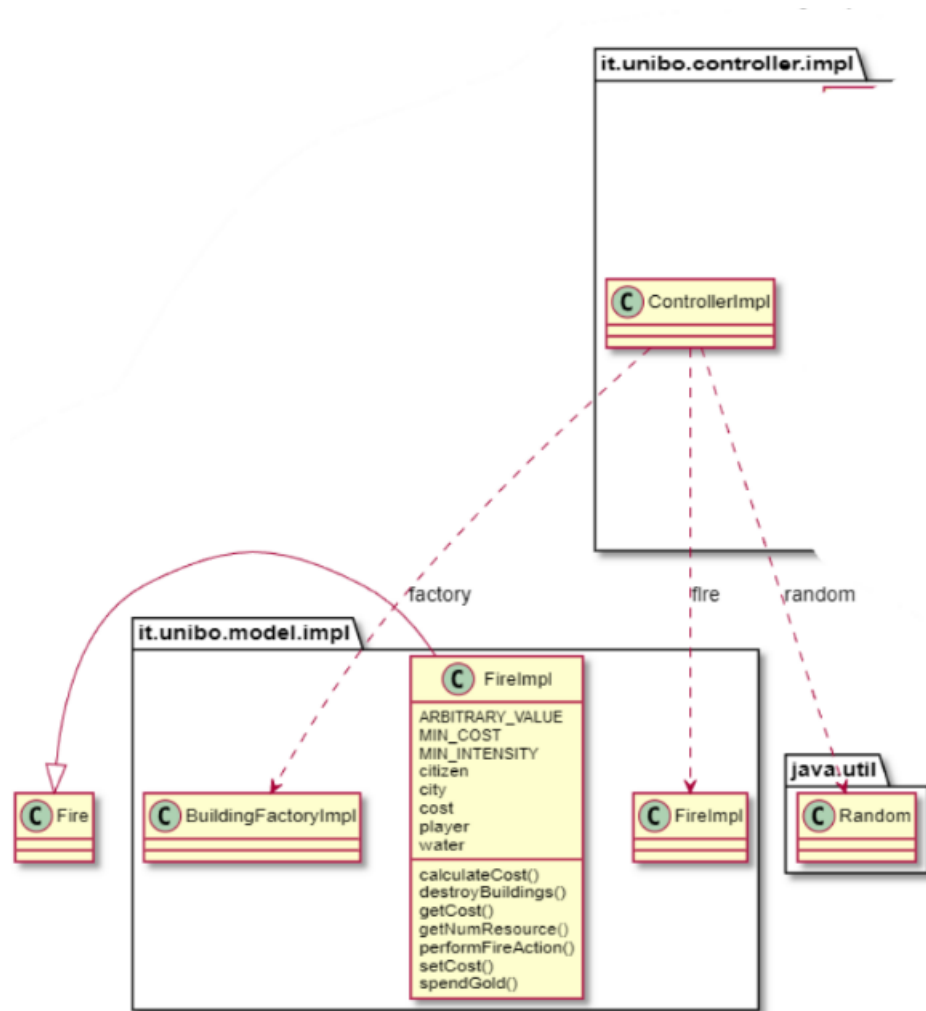 it.unibo.controller.impl
C ControllerImpl
factory
fire
random
it.unibo.model.impl
C FireImpl
ARBITRARY_VALUE
MIN_COST
MIN_INTENSITY
citizen
city
cost
player
water
calculateCost()
destroyBuildings()
getCost()
getNumResource()
performFireAction()
setCost()
spendGold()
C Fire
C BuildingFactoryImpl
C FireImpl
java.util
C Random